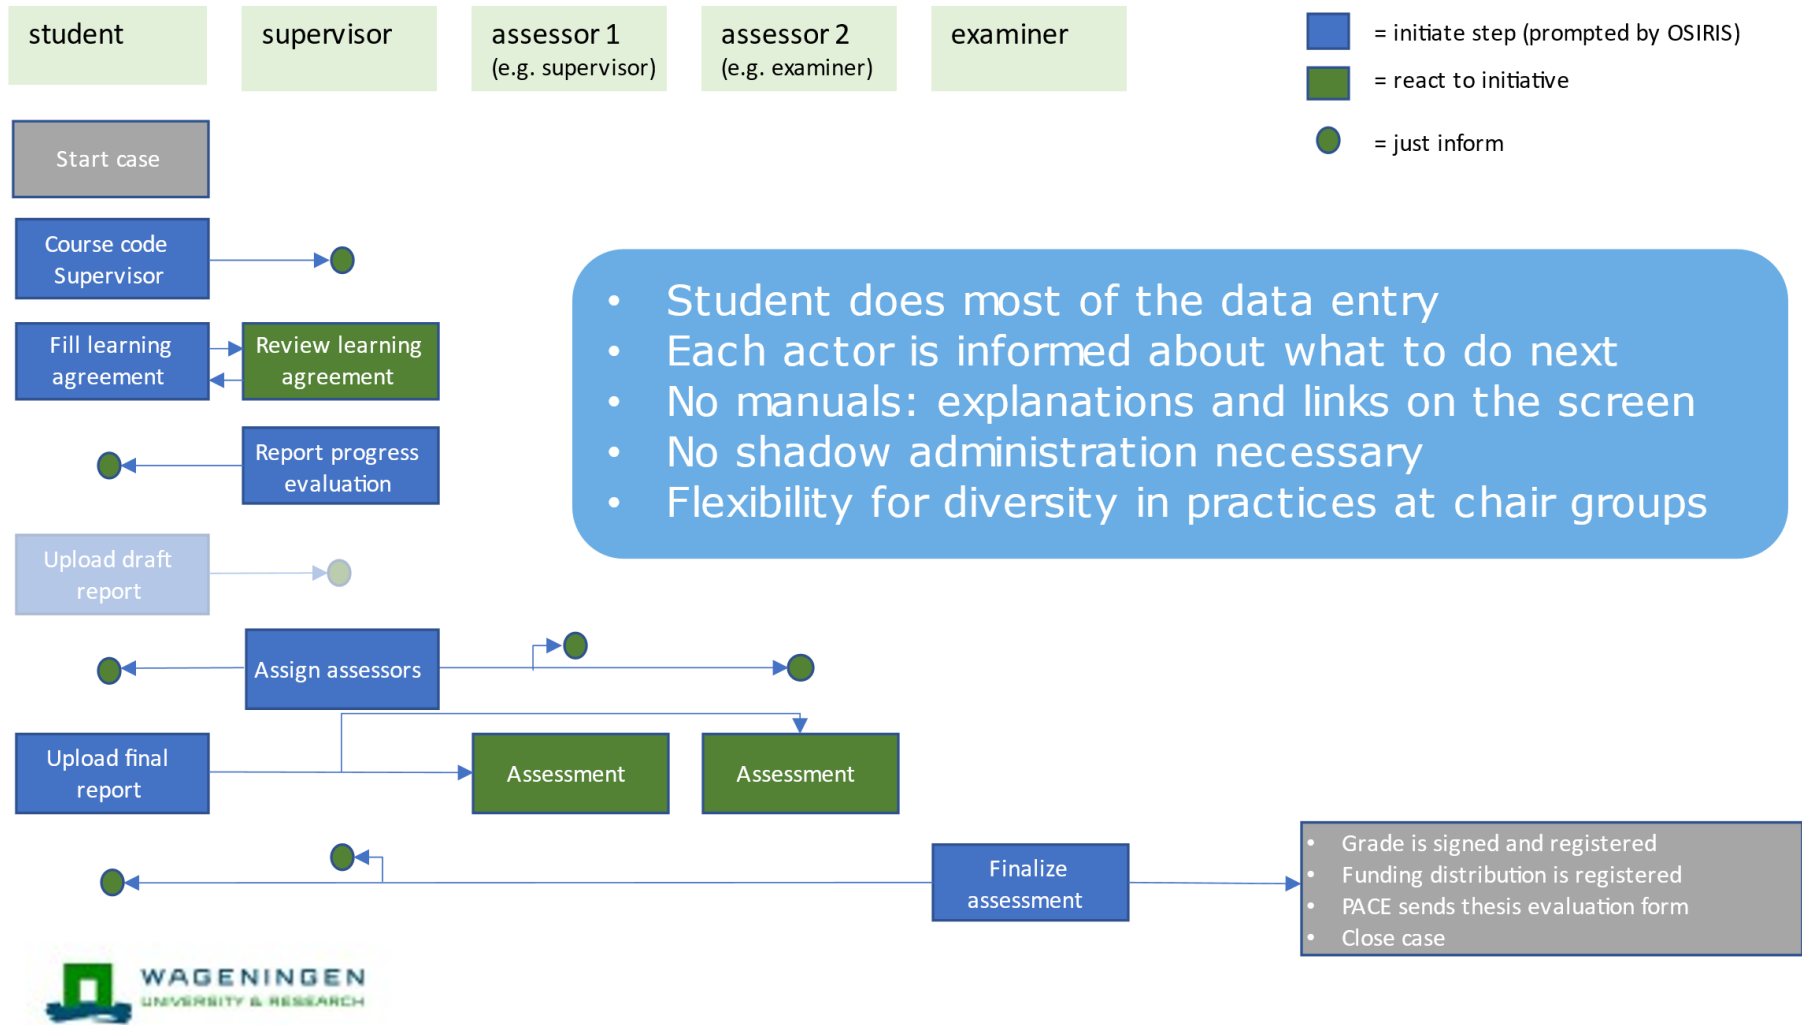 student
supervisor
assessor 1
(e.g. supervisor)
assessor 2
(e.g. examiner)
examiner
= initiate step (prompted by OSIRIS)
= react to initiative
= just inform
Start case
Course code
Supervisor
Fill learning
agreement
Review learning
agreement
• Student does most of the data entry
• Each actor is informed about what to do next
• No manuals: explanations and links on the screen
• No shadow administration necessary
• Flexibility for diversity in practices at chair groups
Report progress
evaluation
Upload draft
report
Assign assessors
Upload final
report
Assessment
Assessment
Finalize
assessment
• Grade is signed and registered
• Funding distribution is registered
• PACE sends thesis evaluation form
• Close case
WAGENINGEN
UNIVERSITY & RESEARCH